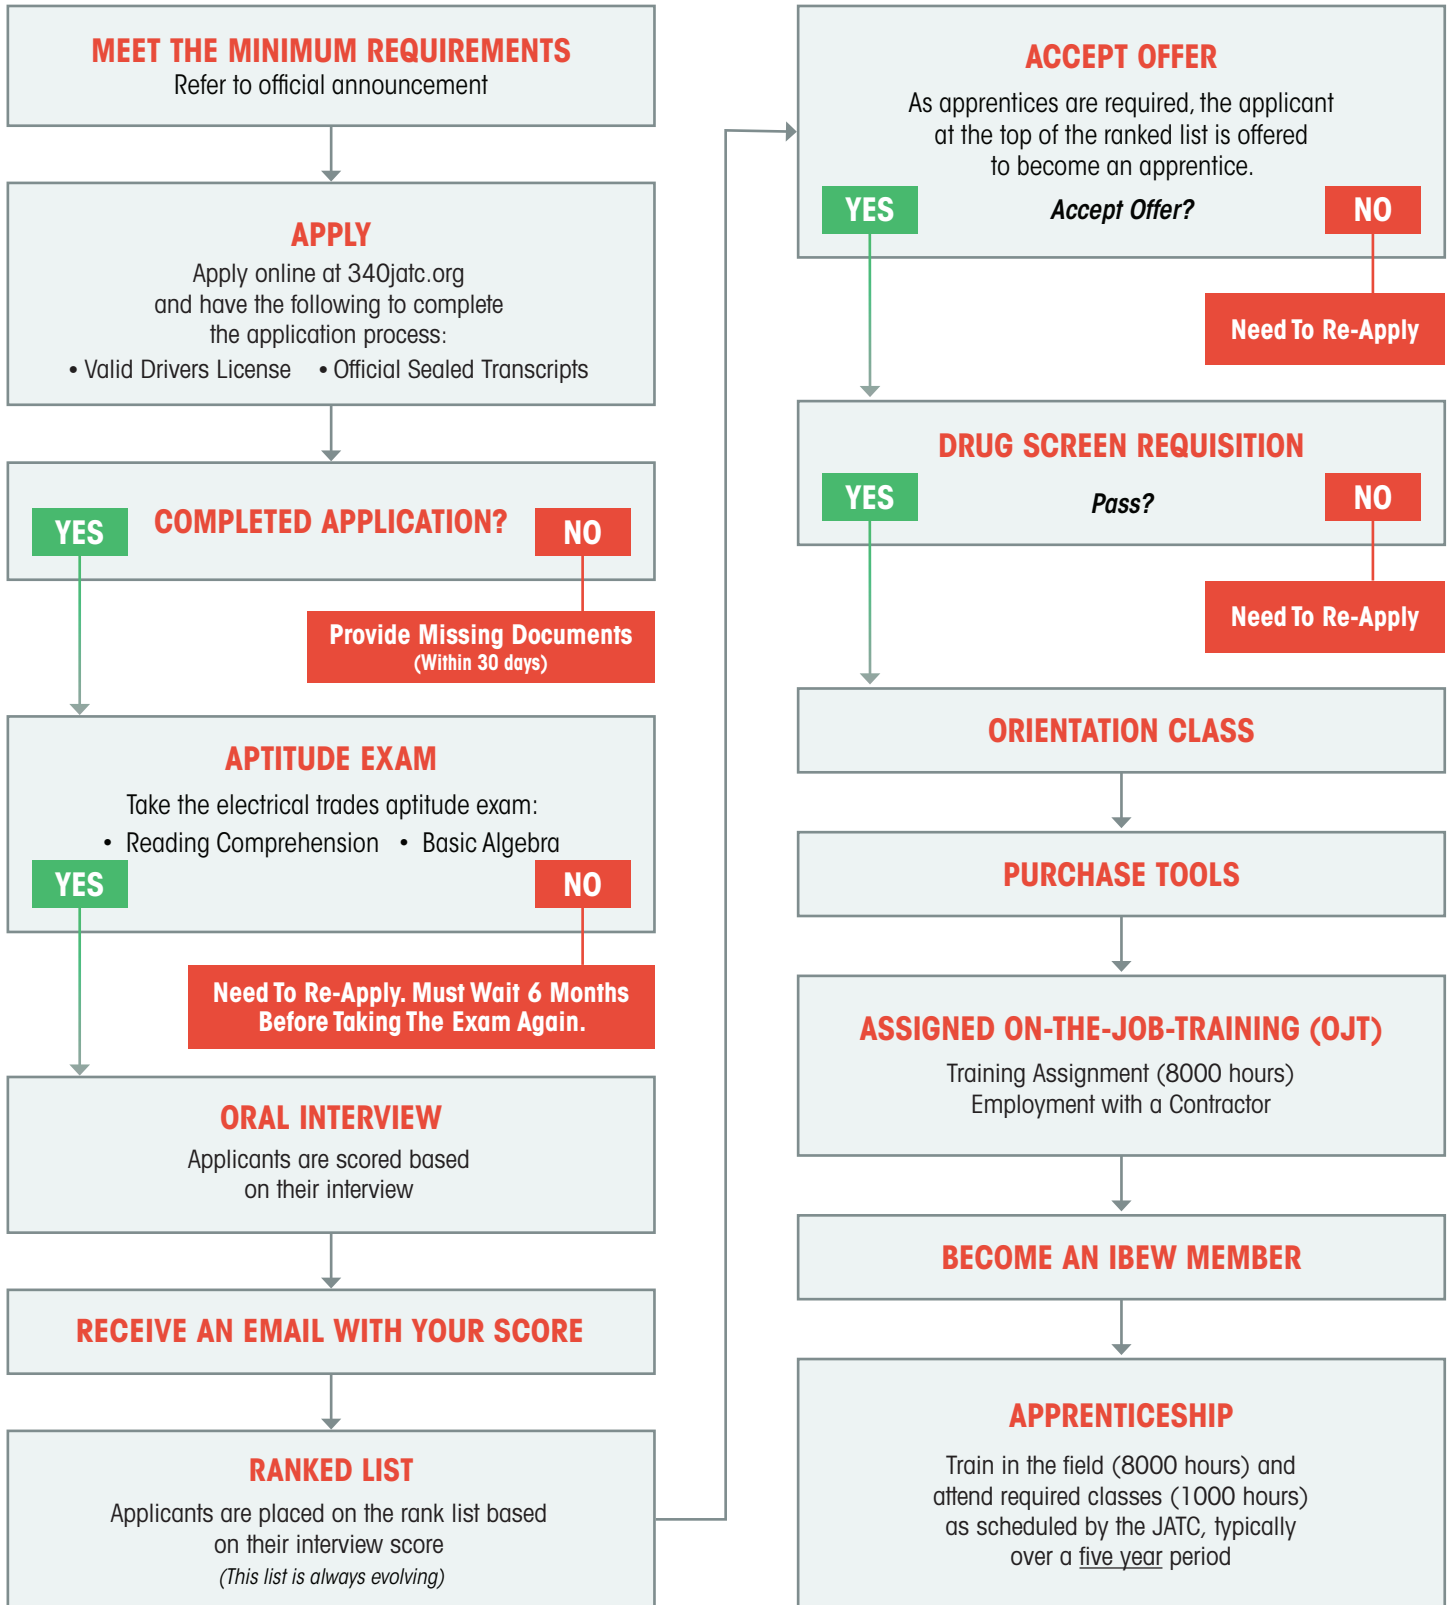 MEET THE MINIMUM REQUIREMENTS
Refer to official announcement
APPLY
Apply online at 340jatc.org
and have the following to complete
the application process:
• Valid Drivers License • Official Sealed Transcripts
YES COMPLETED APPLICATION? NO
Provide Missing Documents
(Within 30 days)
APTITUDE EXAM
Take the electrical trades aptitude exam:
• Reading Comprehension • Basic Algebra
YES NO
Need To Re-Apply. Must Wait 6 Months
Before Taking The Exam Again.
ORAL INTERVIEW
Applicants are scored based
on their interview
RECEIVE AN EMAIL WITH YOUR SCORE
RANKED LIST
Applicants are placed on the rank list based
on their interview score
(This list is always evolving)
ACCEPT OFFER
As apprentices are required, the applicant
at the top of the ranked list is offered
to become an apprentice.
YES Accept Offer? NO
Need To Re-Apply
DRUG SCREEN REQUISITION
YES Pass? NO
Need To Re-Apply
ORIENTATION CLASS
PURCHASE TOOLS
ASSIGNED ON-THE-JOB-TRAINING (OJT)
Training Assignment (8000 hours)
Employment with a Contractor
BECOME AN IBEW MEMBER
APPRENTICESHIP
Train in the field (8000 hours) and
attend required classes (1000 hours)
as scheduled by the JATC, typically
over a five year period